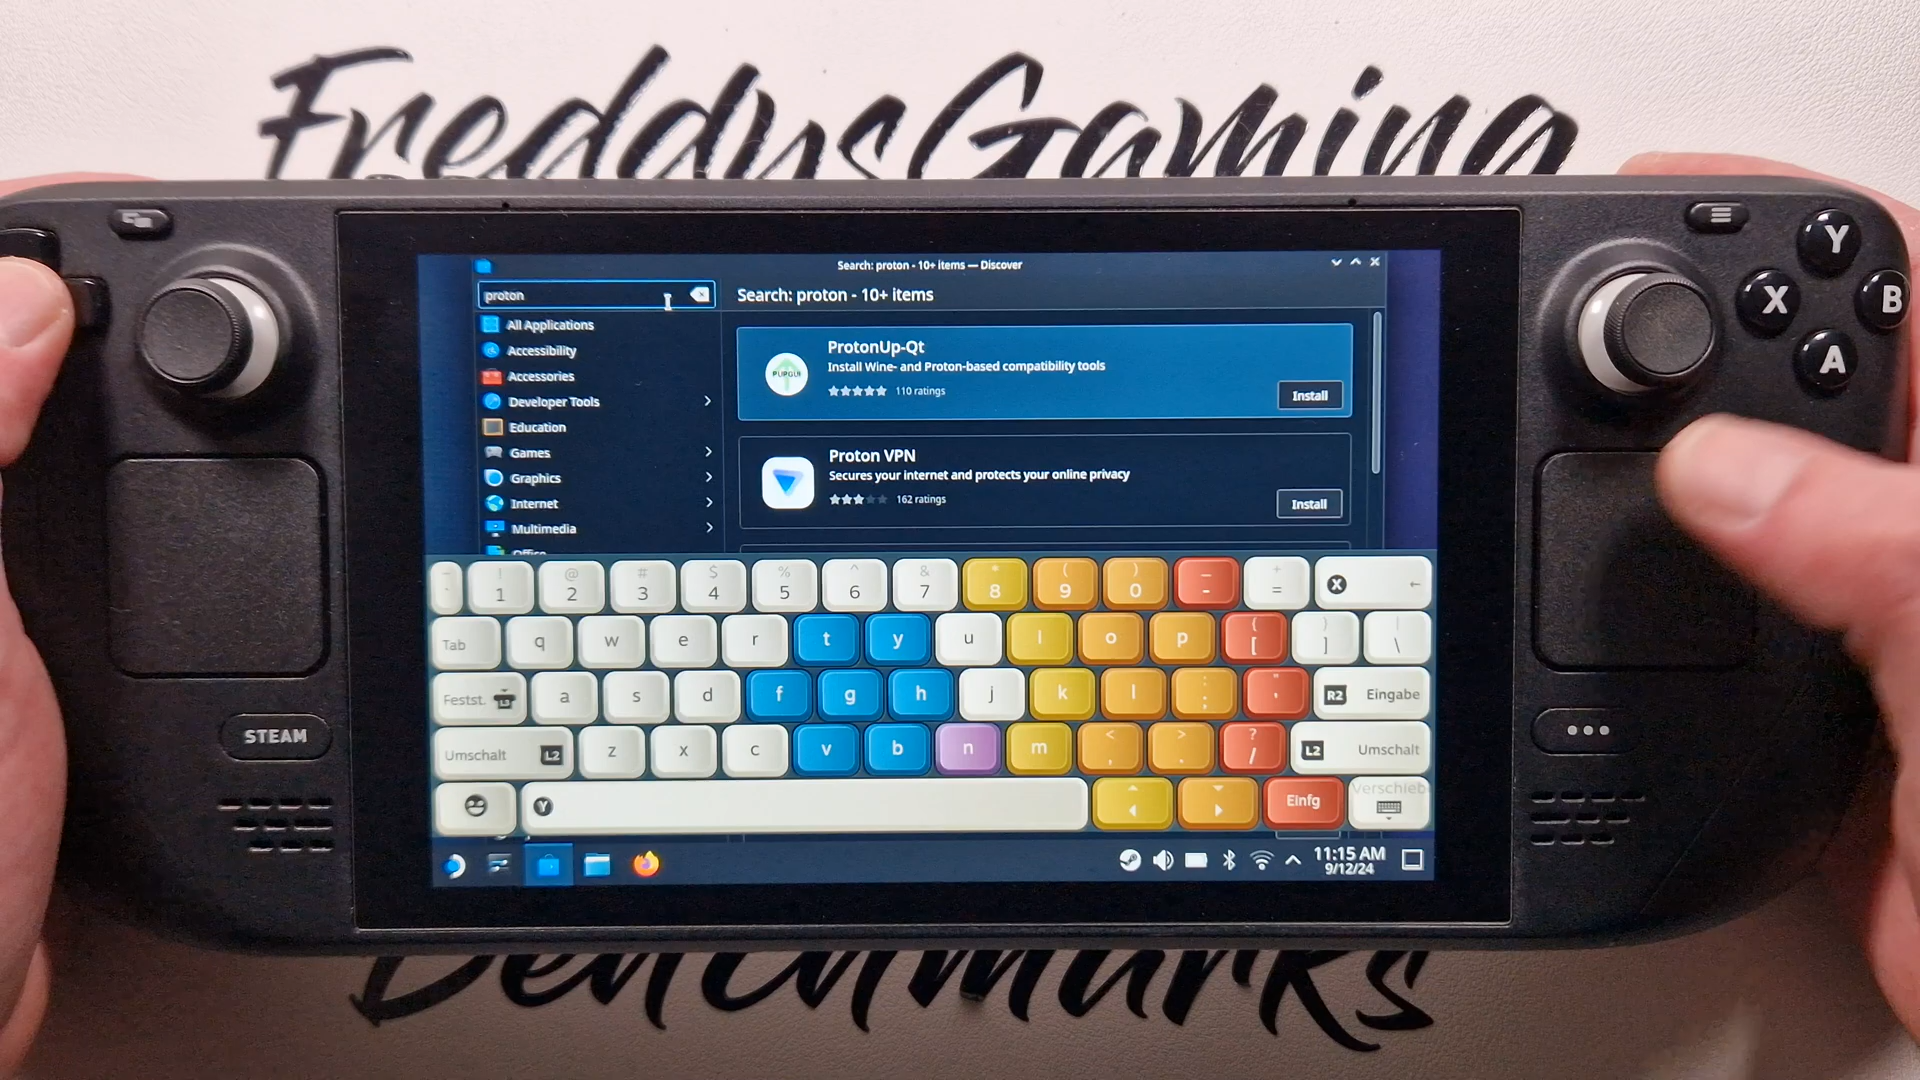 FreddysGaming
Search: proton - 10+ items — Discover
proton
Search: proton - 10+ items
All Applications
Accessibility
Accessories
Developer Tools
Education
Games
Graphics
Internet
Multimedia
Office
ProtonUp-Qt
Install Wine- and Proton-based compatibility tools
110 ratings
Install
PUPGUI
Proton VPN
Secures your internet and protects your online privacy
162 ratings
Install
! @ # $ % ^ & * ( ) _ +
1 2 3 4 5 6 7 8 9 0 - = X ←
Tab q w e r t y u i o p { [ } ] | \
Festst. a s d f g h j k l : ; " ' R2 Eingabe
Umschalt L2 z x c v b n m < , > . ? / L2 Umschalt
Y Einfg Verschieb
11:15 AM
9/12/24
STEAM
Y
X
B
A
Benchmarks